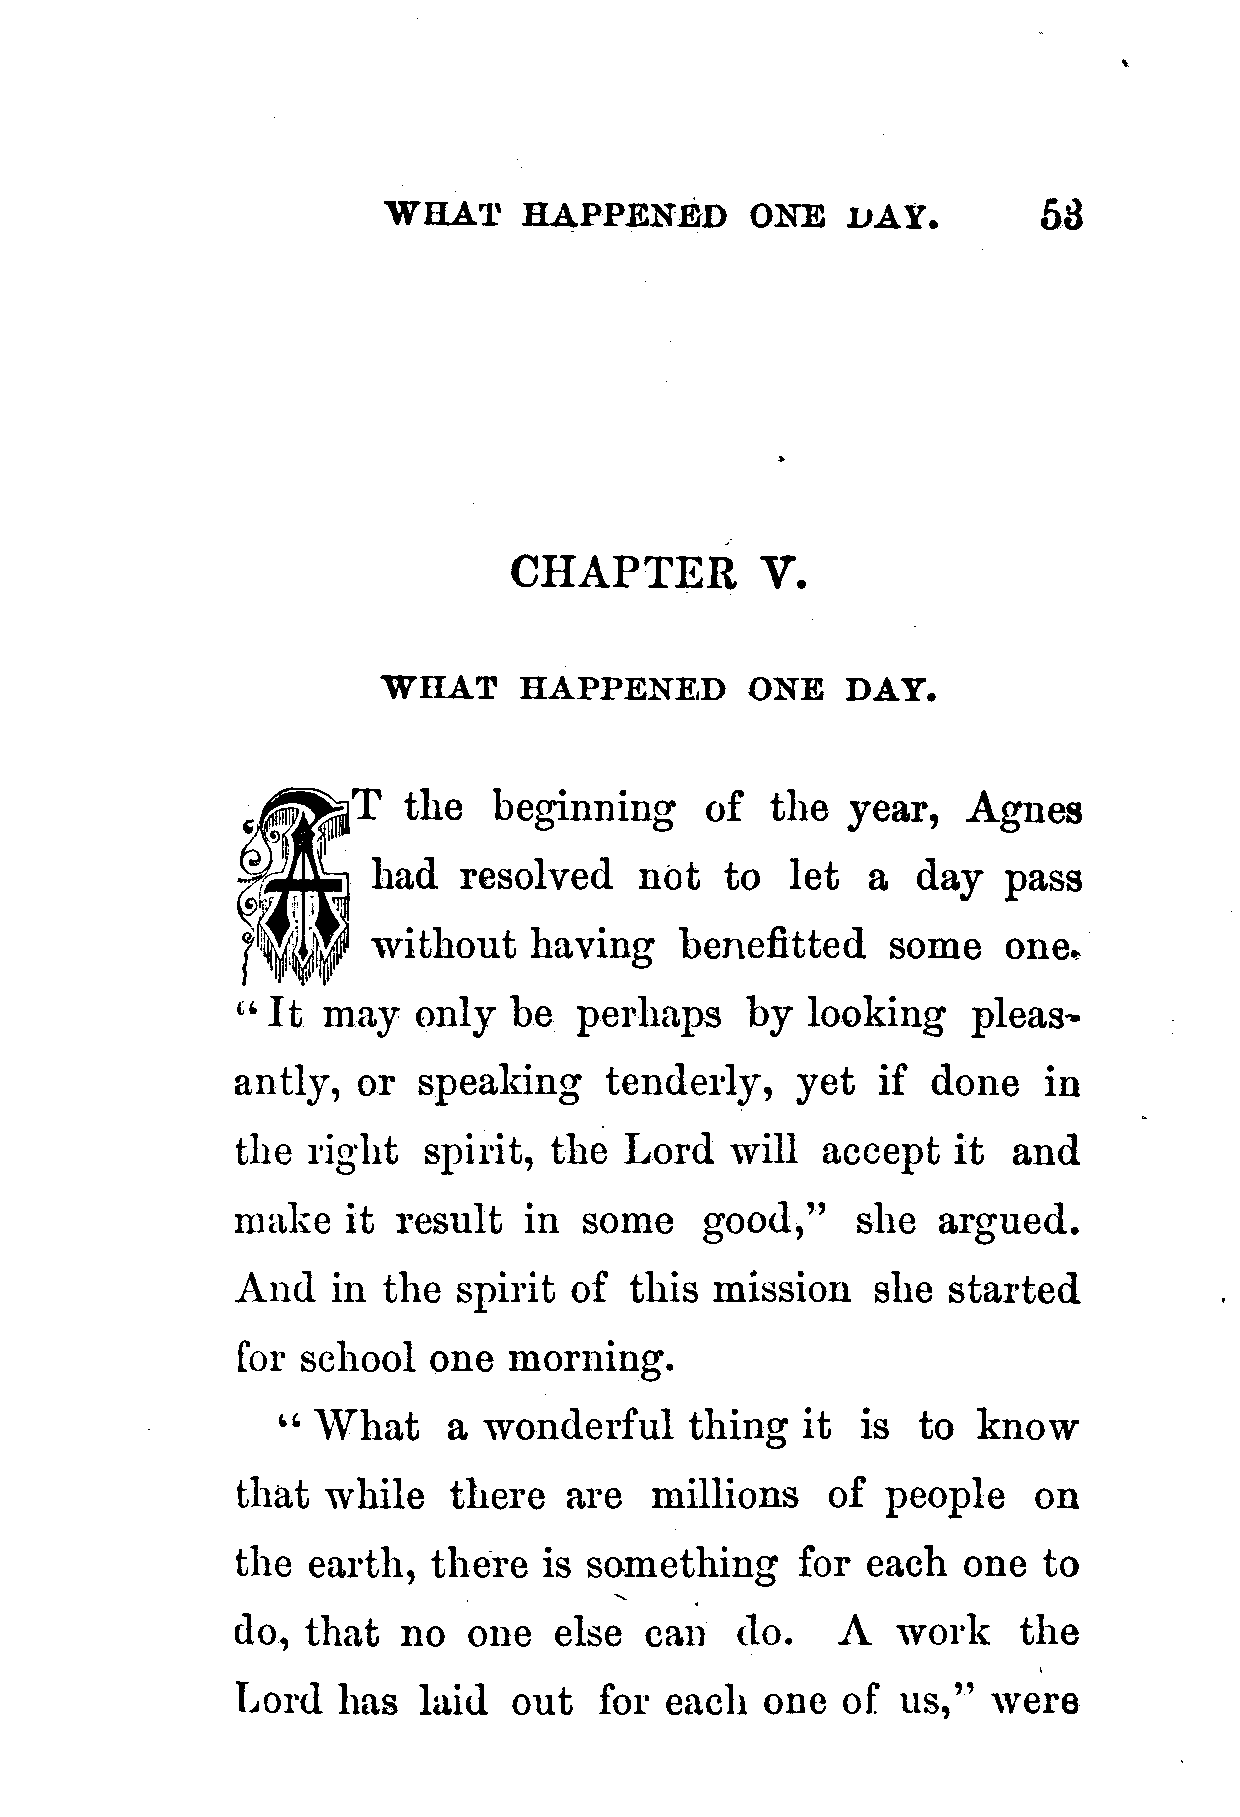 WHAT HAPPENED ONE DAY. 53
CHAPTER V.
WHAT HAPPENED ONE DAY.
AT the beginning of the year, Agnes
had resolved not to let a day pass
without having benefitted some one.
"It may only be perhaps by looking pleas-
antly, or speaking tenderly, yet if done in
the right spirit, the Lord will accept it and
make it result in some good," she argued.
And in the spirit of this mission she started
for school one morning.
"What a wonderful thing it is to know
that while there are millions of people on
the earth, there is something for each one to
do, that no one else can do. A work the
Lord has laid out for each one of us," were